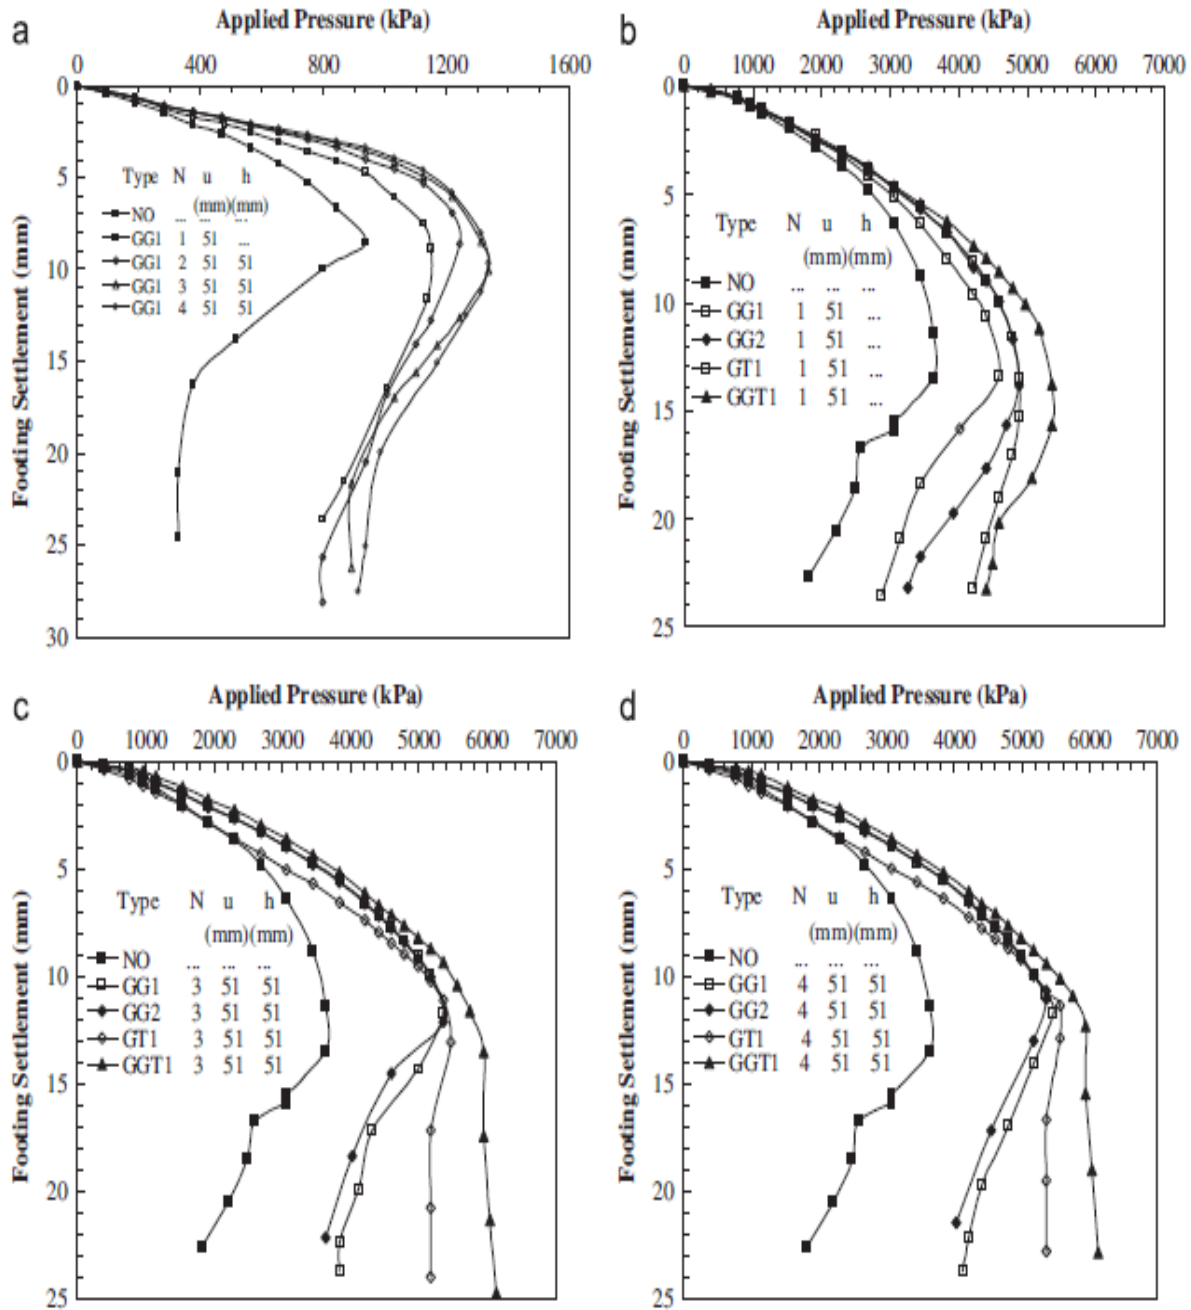 a
Applied Pressure (kPa)
0 400 800 1200 1600
0
5
10
15
20
25
30
Footing Settlement (mm)
Type N u h
(mm)(mm)
NO ... ... ...
GG1 1 51 ...
GG1 2 51 51
GG1 3 51 51
GG1 4 51 51
b
Applied Pressure (kPa)
0 1000 2000 3000 4000 5000 6000 7000
0
5
10
15
20
25
Footing Settlement (mm)
Type N u h
(mm)(mm)
NO ... ... ...
GG1 1 51 ...
GG2 1 51 ...
GT1 1 51 ...
GGT1 1 51 ...
c
Applied Pressure (kPa)
0 1000 2000 3000 4000 5000 6000 7000
0
5
10
15
20
25
Footing Settlement (mm)
Type N u h
(mm)(mm)
NO ... ... ...
GG1 3 51 51
GG2 3 51 51
GT1 3 51 51
GGT1 3 51 51
d
Applied Pressure (kPa)
0 1000 2000 3000 4000 5000 6000 7000
0
5
10
15
20
25
Footing Settlement (mm)
Type N u h
(mm)(mm)
NO ... ... ...
GG1 4 51 51
GG2 4 51 51
GT1 4 51 51
GGT1 4 51 51